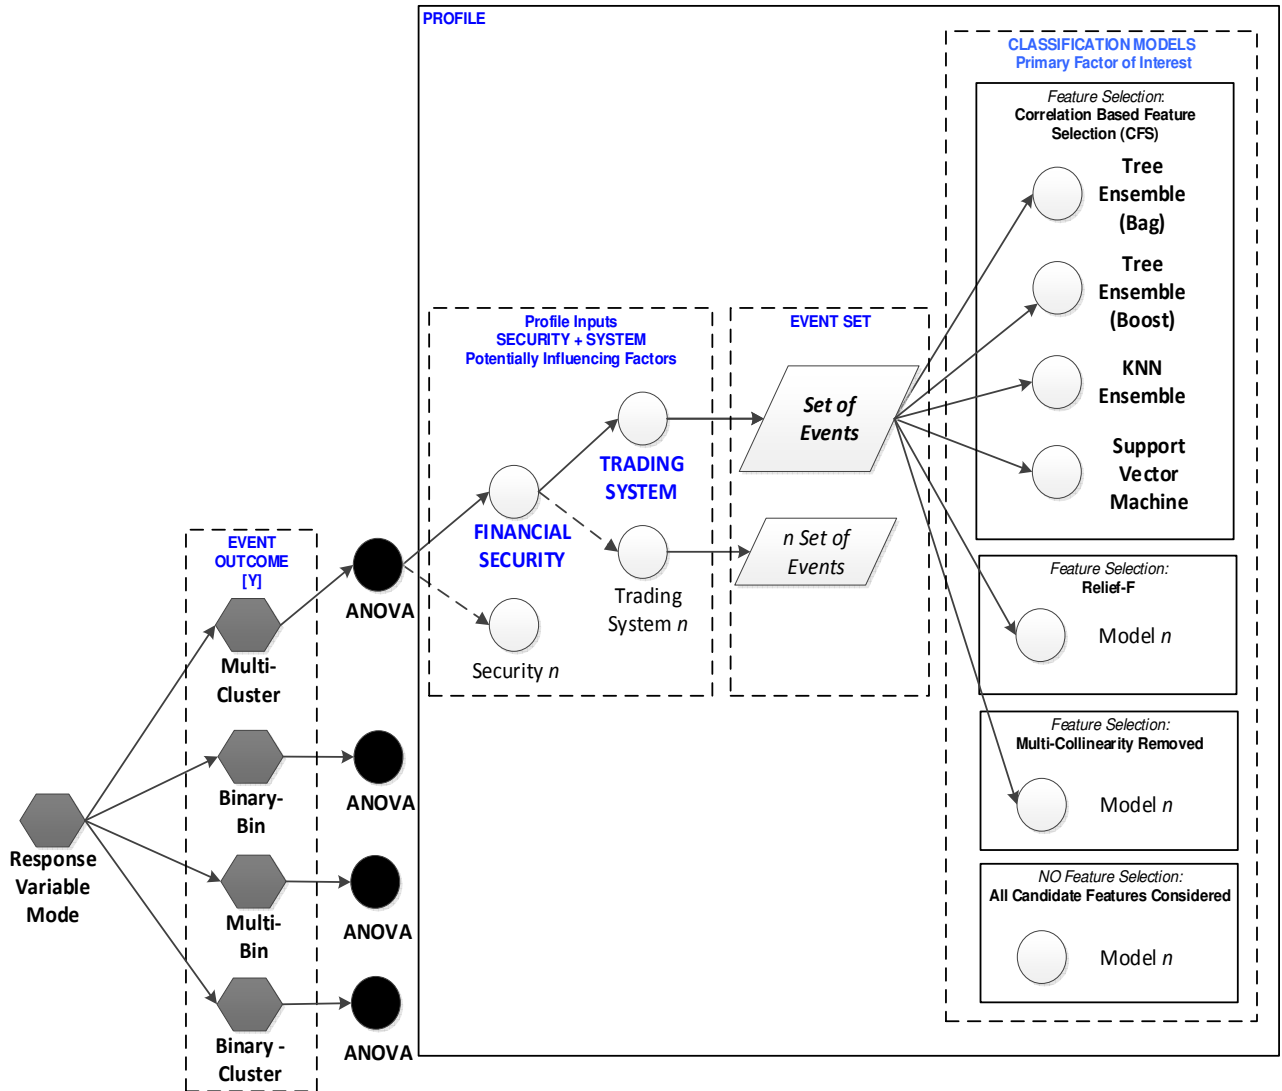 PROFILE
CLASSIFICATION MODELS
Primary Factor of Interest
Feature Selection:
Correlation Based Feature
Selection (CFS)
Tree
Ensemble
(Bag)
Tree
Ensemble
(Boost)
KNN
Ensemble
Support
Vector
Machine
Feature Selection:
Relief-F
Model n
Feature Selection:
Multi-Collinearity Removed
Model n
NO Feature Selection:
All Candidate Features Considered
Model n
Profile Inputs
SECURITY + SYSTEM
Potentially Influencing Factors
TRADING
SYSTEM
FINANCIAL
SECURITY
Trading
System n
Security n
EVENT SET
Set of
Events
n Set of
Events
EVENT
OUTCOME
[Y]
Multi-
Cluster
ANOVA
Binary-
Bin
ANOVA
Multi-
Bin
ANOVA
Binary -
Cluster
ANOVA
Response
Variable
Mode